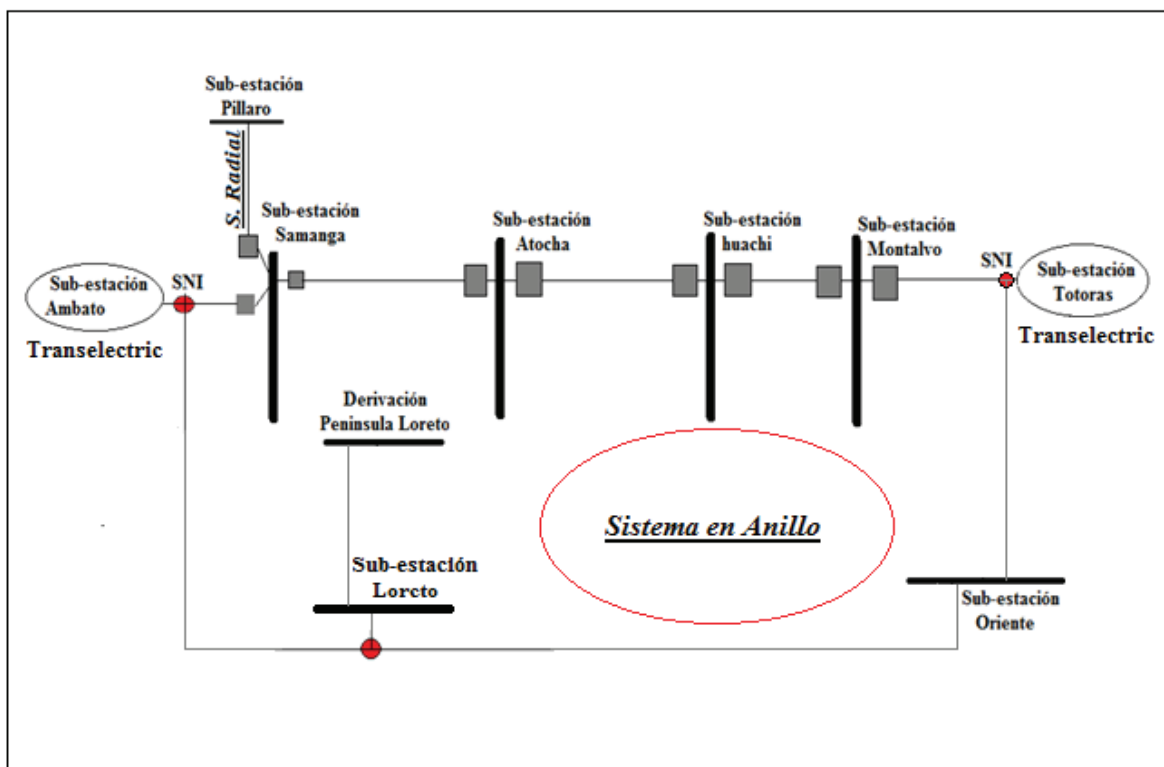 Sub-estación
Pillaro
S. Radial
Sub-estación
Samanga
Sub-estación
Atocha
Sub-estación
huachi
Sub-estación
Montalvo
SNI
Sub-estación
Ambato
Transelectric
SNI
Sub-estación
Totoras
Transelectric
Derivación
Peninsula Loreto
Sistema en Anillo
Sub-estación
Loreto
Sub-estación
Oriente